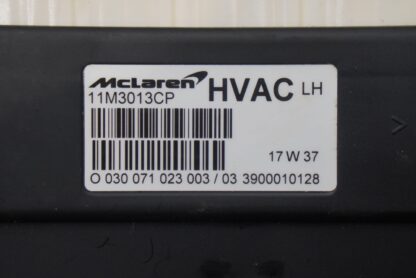 McLaren HVAC LH
11M3013CP
17 W 37
O 030 071 023 003 / 03 3900010128